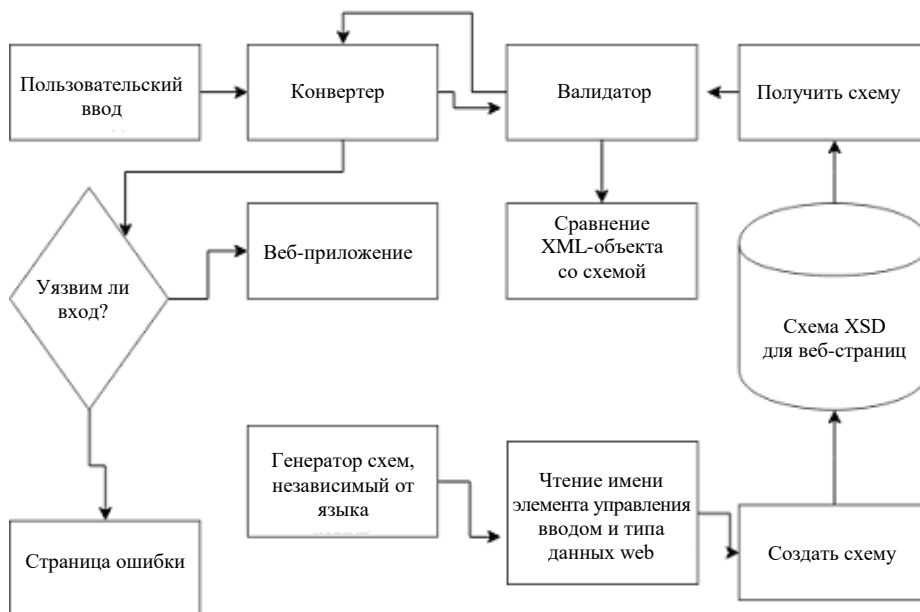 Пользовательский
ввод
Конвертер
Валидатор
Получить схему
Уязвим ли
вход?
Веб-приложение
Сравнение
XML-объекта
со схемой
Схема XSD
для веб-страниц
Генератор схем,
независимый от
языка
Чтение имени
элемента управления
вводом и типа
данных web
Создать схему
Страница ошибки